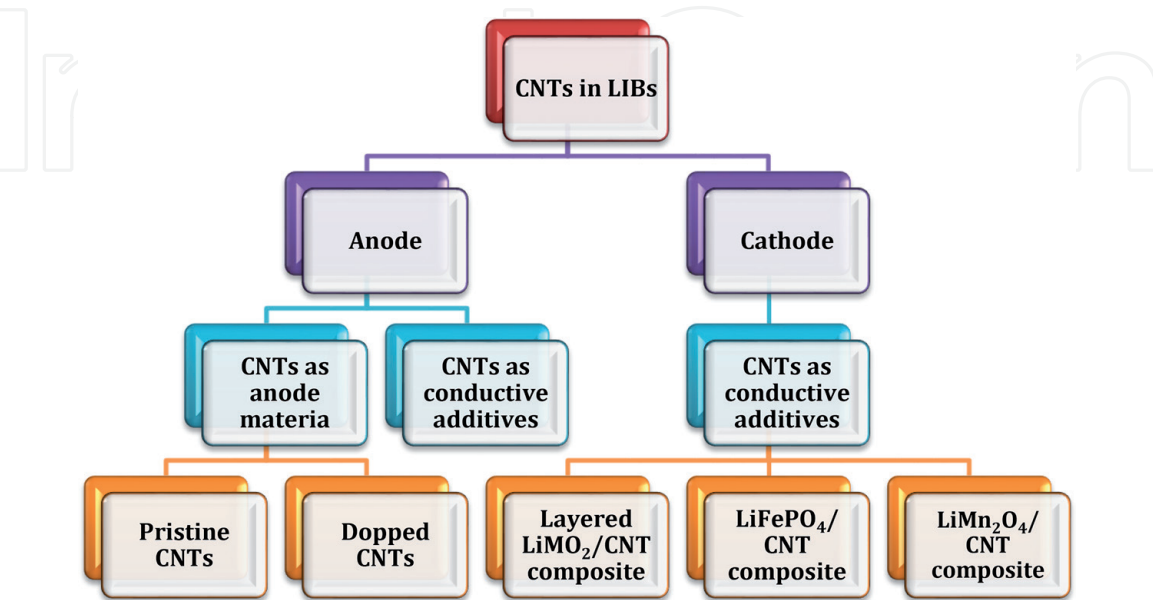 CNTs in LIBs
Anode
Cathode
CNTs as
anode
materia
CNTs as
conductive
additives
CNTs as
conductive
additives
Pristine
CNTs
Dopped
CNTs
Layered
LiMO₂/CNT
composite
LiFePO₄/
CNT
composite
LiMn₂O₄/
CNT
composite